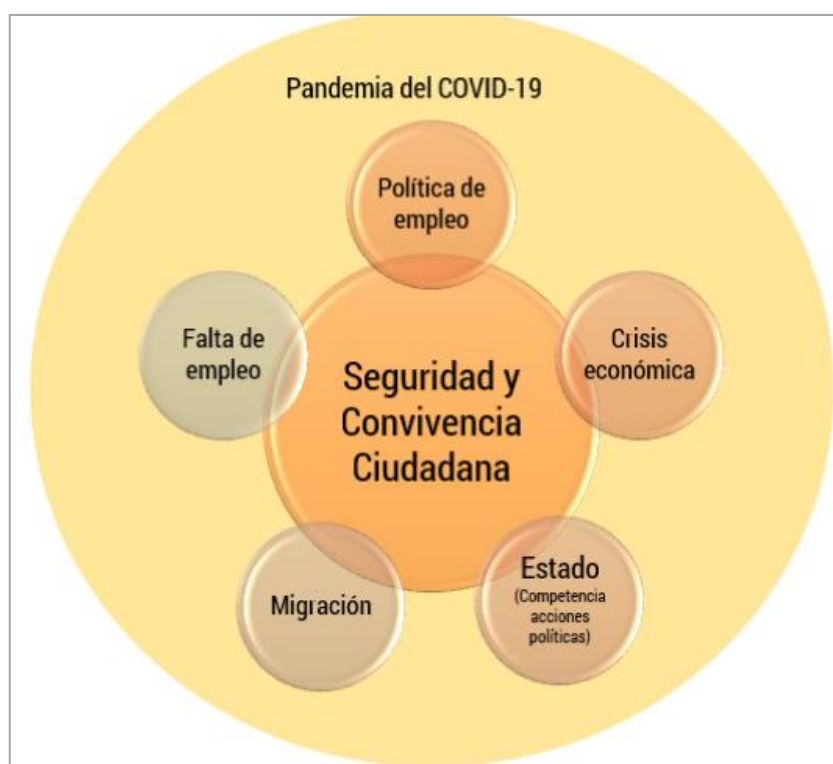 Pandemia del COVID-19
Política de
empleo
Falta de
empleo
Crisis
económica
Seguridad y
Convivencia
Ciudadana
Migración
Estado
(Competencia
acciones
políticas)